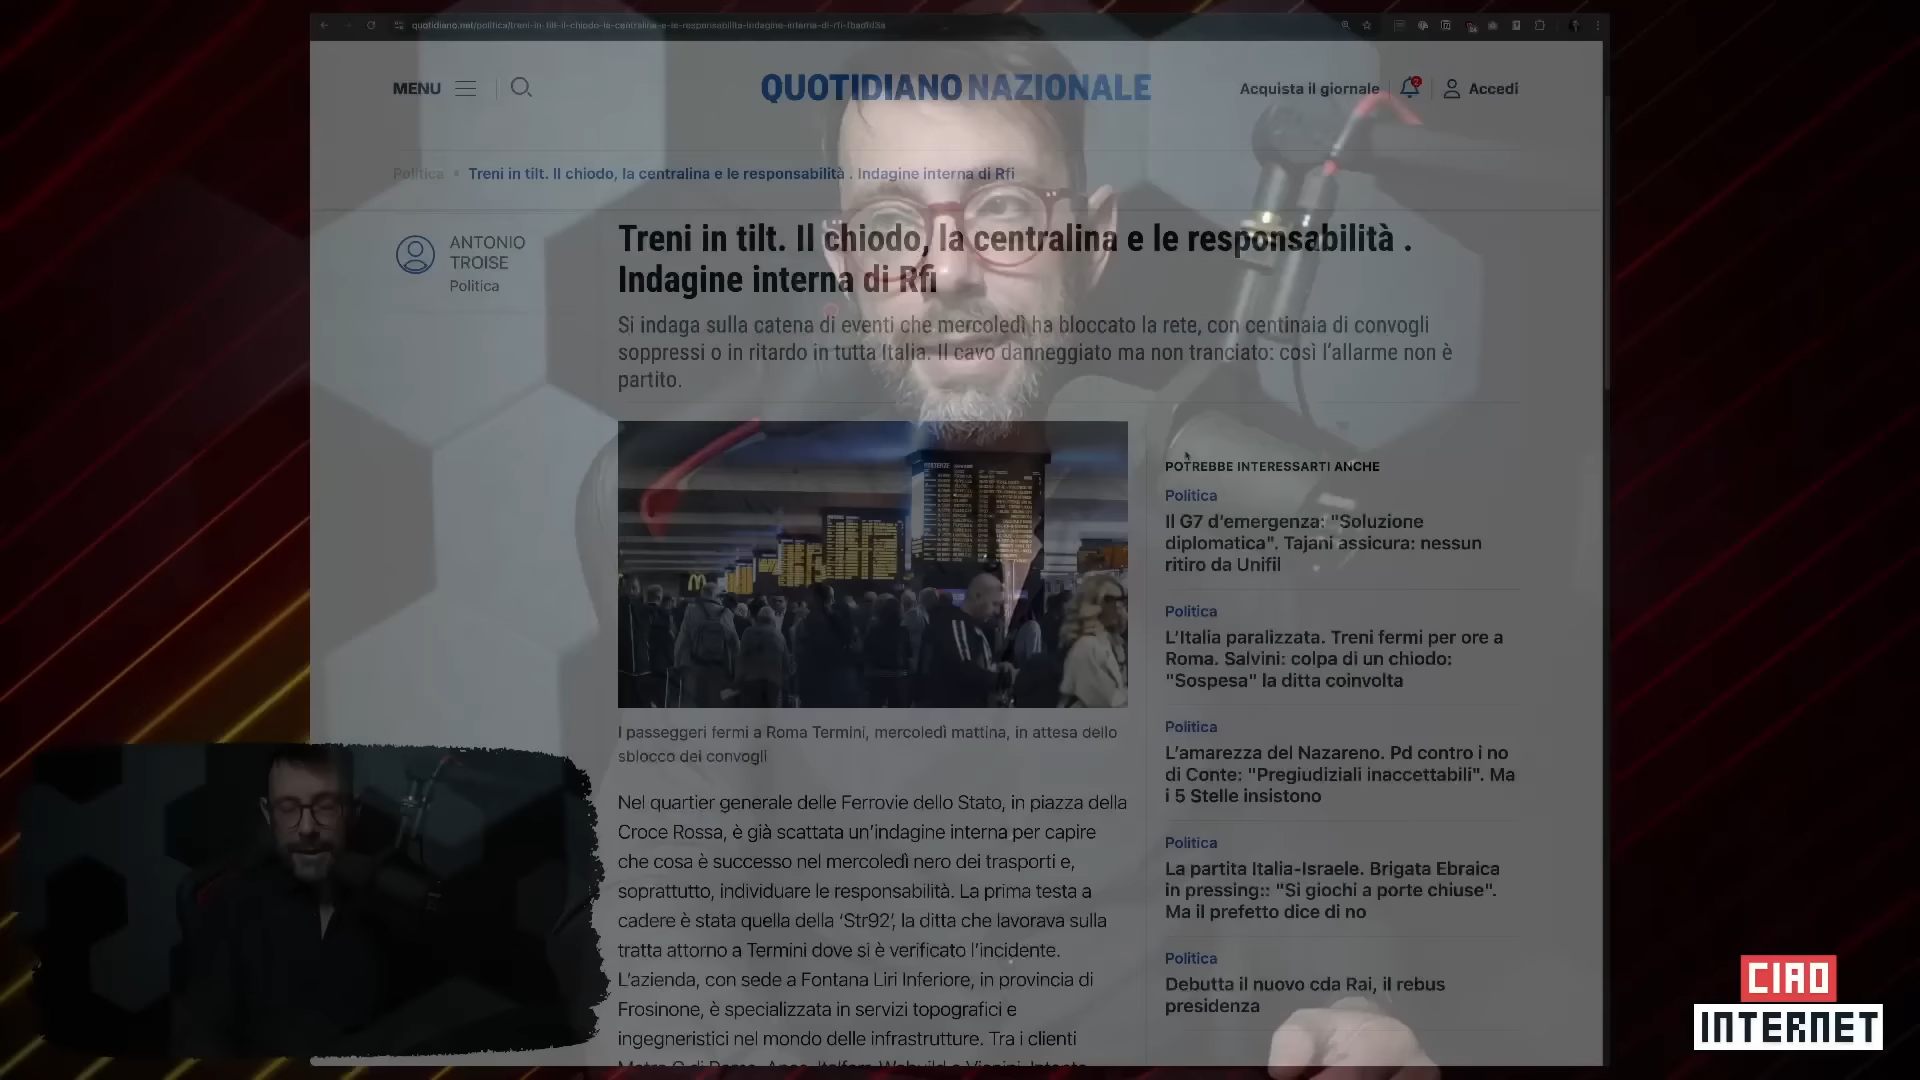 quotidiano.net/politica/treni-in-tilt-il-chiodo-la-centralina-e-le-responsabilita-indagine-interna-di-rfi-fbadfd3a
MENU
QUOTIDIANO NAZIONALE
Acquista il giornale
2
Accedi
Politica
Treni in tilt. Il chiodo, la centralina e le responsabilità . Indagine interna di Rfi
ANTONIO
TROISE
Politica
Treni in tilt. Il chiodo, la centralina e le responsabilità .
Indagine interna di Rfi
Si indaga sulla catena di eventi che mercoledì ha bloccato la rete, con centinaia di convogli
soppressi o in ritardo in tutta Italia. Il cavo danneggiato ma non tranciato: così l’allarme non è
partito.
I passeggeri fermi a Roma Termini, mercoledì mattina, in attesa dello
sblocco dei convogli
Nel quartier generale delle Ferrovie dello Stato, in piazza della
Croce Rossa, è già scattata un’indagine interna per capire
che cosa è successo nel mercoledì nero dei trasporti e,
soprattutto, individuare le responsabilità. La prima testa a
cadere è stata quella della ‘Str92’, la ditta che lavorava sulla
tratta attorno a Termini dove si è verificato l’incidente.
L’azienda, con sede a Fontana Liri Inferiore, in provincia di
Frosinone, è specializzata in servizi topografici e
ingegneristici nel mondo delle infrastrutture. Tra i clienti
POTREBBE INTERESSARTI ANCHE
Politica
Il G7 d’emergenza: "Soluzione
diplomatica". Tajani assicura: nessun
ritiro da Unifil
Politica
L’Italia paralizzata. Treni fermi per ore a
Roma. Salvini: colpa di un chiodo:
"Sospesa" la ditta coinvolta
Politica
L’amarezza del Nazareno. Pd contro i no
di Conte: "Pregiudiziali inaccettabili". Ma
i 5 Stelle insistono
Politica
La partita Italia-Israele. Brigata Ebraica
in pressing:: "Si giochi a porte chiuse".
Ma il prefetto dice di no
Politica
Debutta il nuovo cda Rai, il rebus
presidenza
CIAO
INTERNET